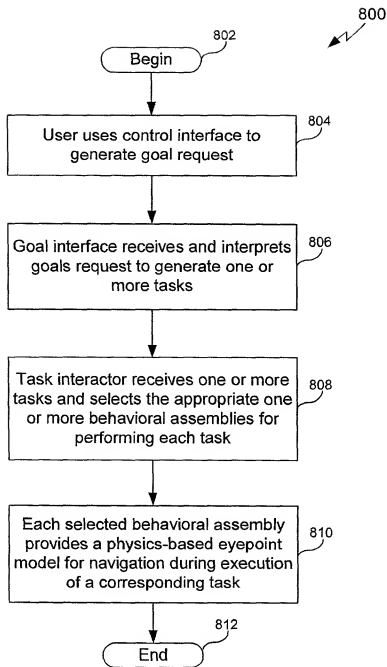 800
802
Begin
804
User uses control interface to
generate goal request
806
Goal interface receives and interprets
goals request to generate one or
more tasks
808
Task interactor receives one or more
tasks and selects the appropriate one
or more behavioral assemblies for
performing each task
810
Each selected behavioral assembly
provides a physics-based eyepoint
model for navigation during execution
of a corresponding task
812
End